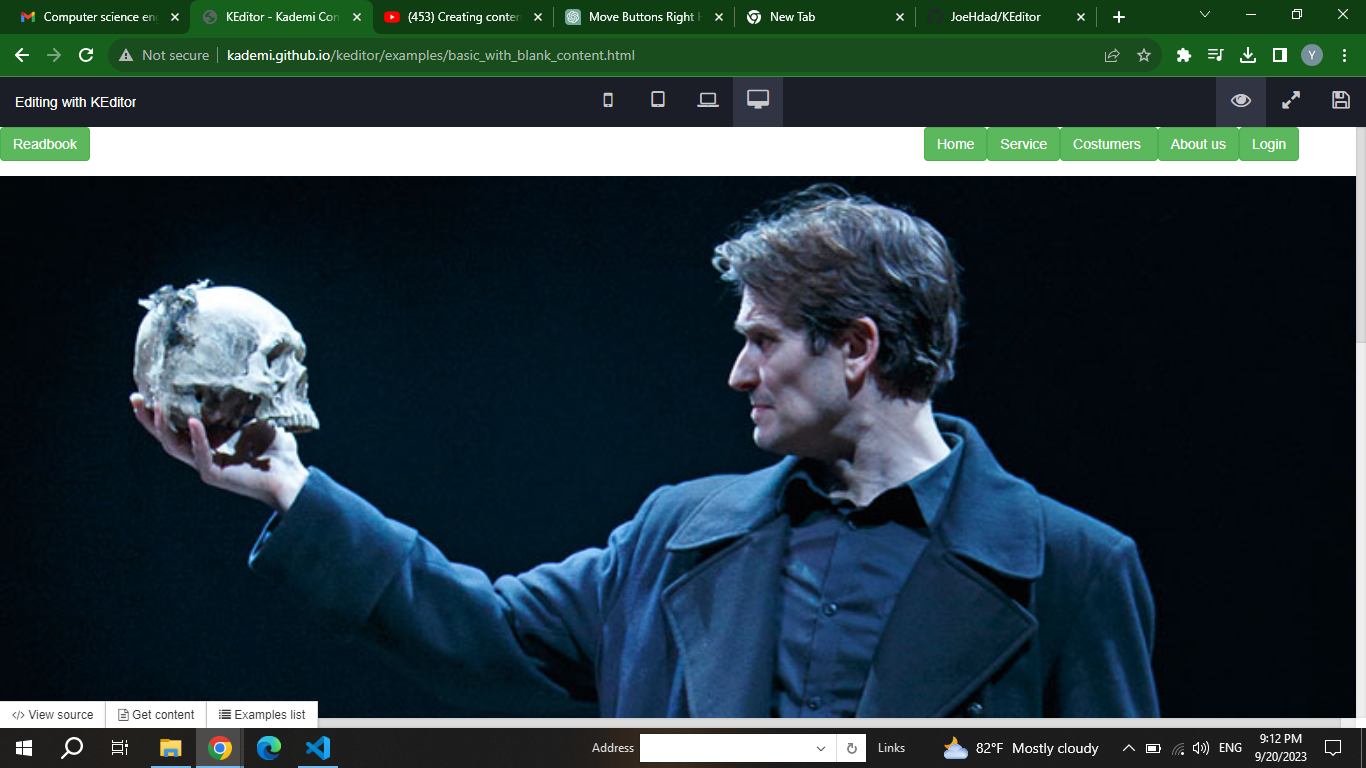 Computer science en
KEditor - Kademi Con
(453) Creating conten
Move Buttons Right H
New Tab
JoeHdad/KEditor
Not secure
kademi.github.io/keditor/examples/basic_with_blank_content.html
Y
Editing with KEditor
Readbook
Home
Service
Costumers
About us
Login
</> View source
Get content
Examples list
Address
Links
82°F Mostly cloudy
ENG
9:12 PM
9/20/2023